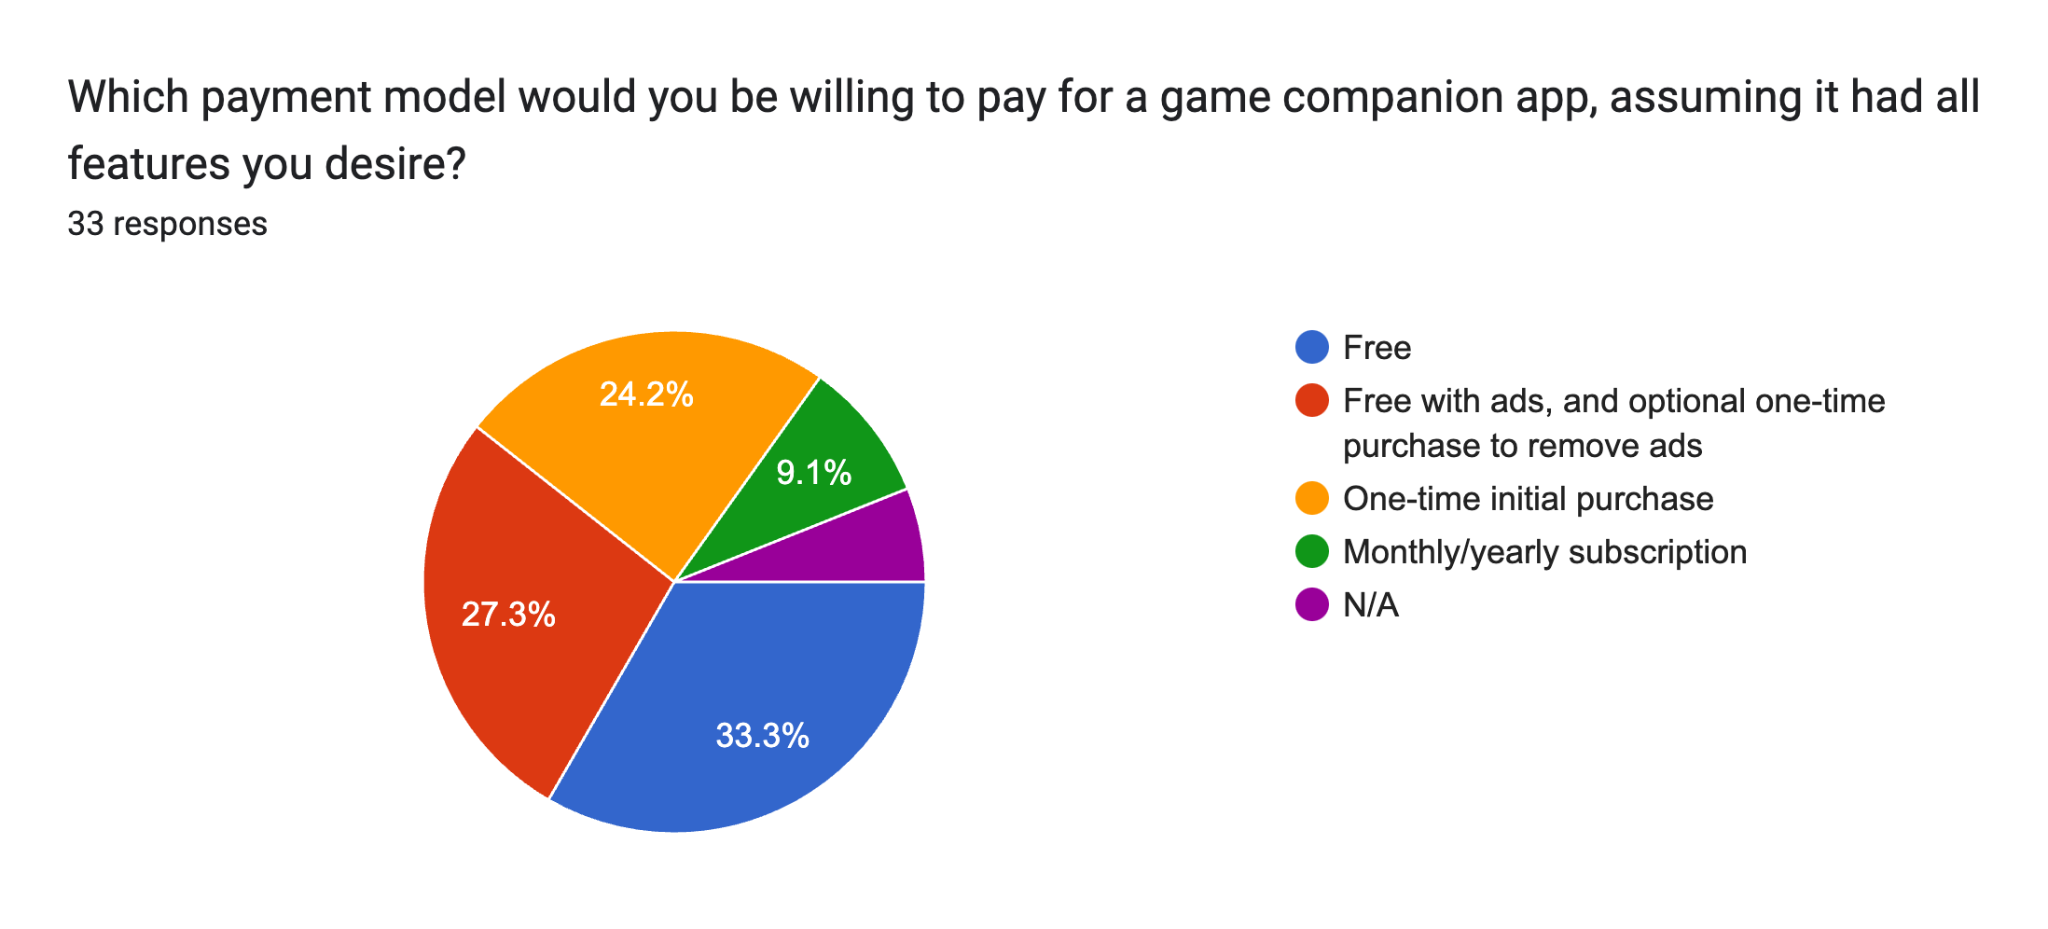 Which payment model would you be willing to pay for a game companion app, assuming it had all
features you desire?
33 responses
24.2%
9.1%
27.3%
33.3%
Free
Free with ads, and optional one-time
purchase to remove ads
One-time initial purchase
Monthly/yearly subscription
N/A